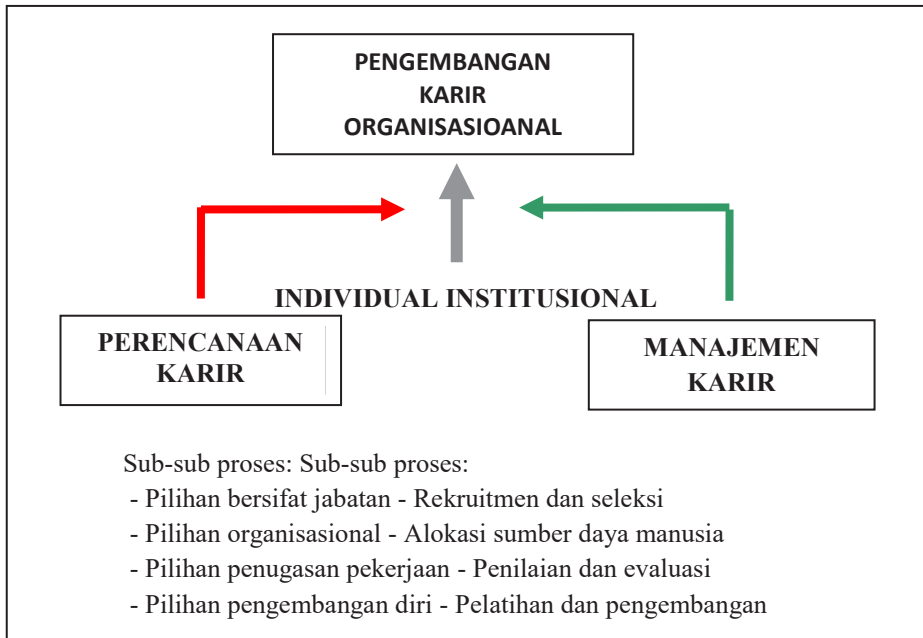 PENGEMBANGAN
KARIR
ORGANISASIOANAL
INDIVIDUAL INSTITUSIONAL
PERENCANAAN
KARIR
MANAJEMEN
KARIR
Sub-sub proses: Sub-sub proses:
- Pilihan bersifat jabatan - Rekruitmen dan seleksi
- Pilihan organisasional - Alokasi sumber daya manusia
- Pilihan penugasan pekerjaan - Penilaian dan evaluasi
- Pilihan pengembangan diri - Pelatihan dan pengembangan